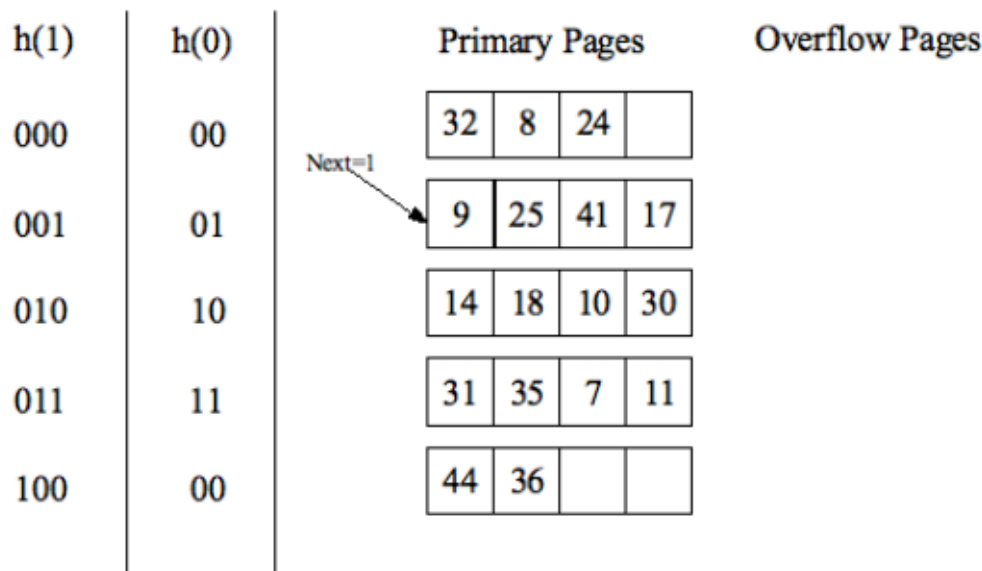 h(1) h(0) Primary Pages Overflow Pages
000 00 32 8 24
Next=1
001 01 9 25 41 17
010 10 14 18 10 30
011 11 31 35 7 11
100 00 44 36